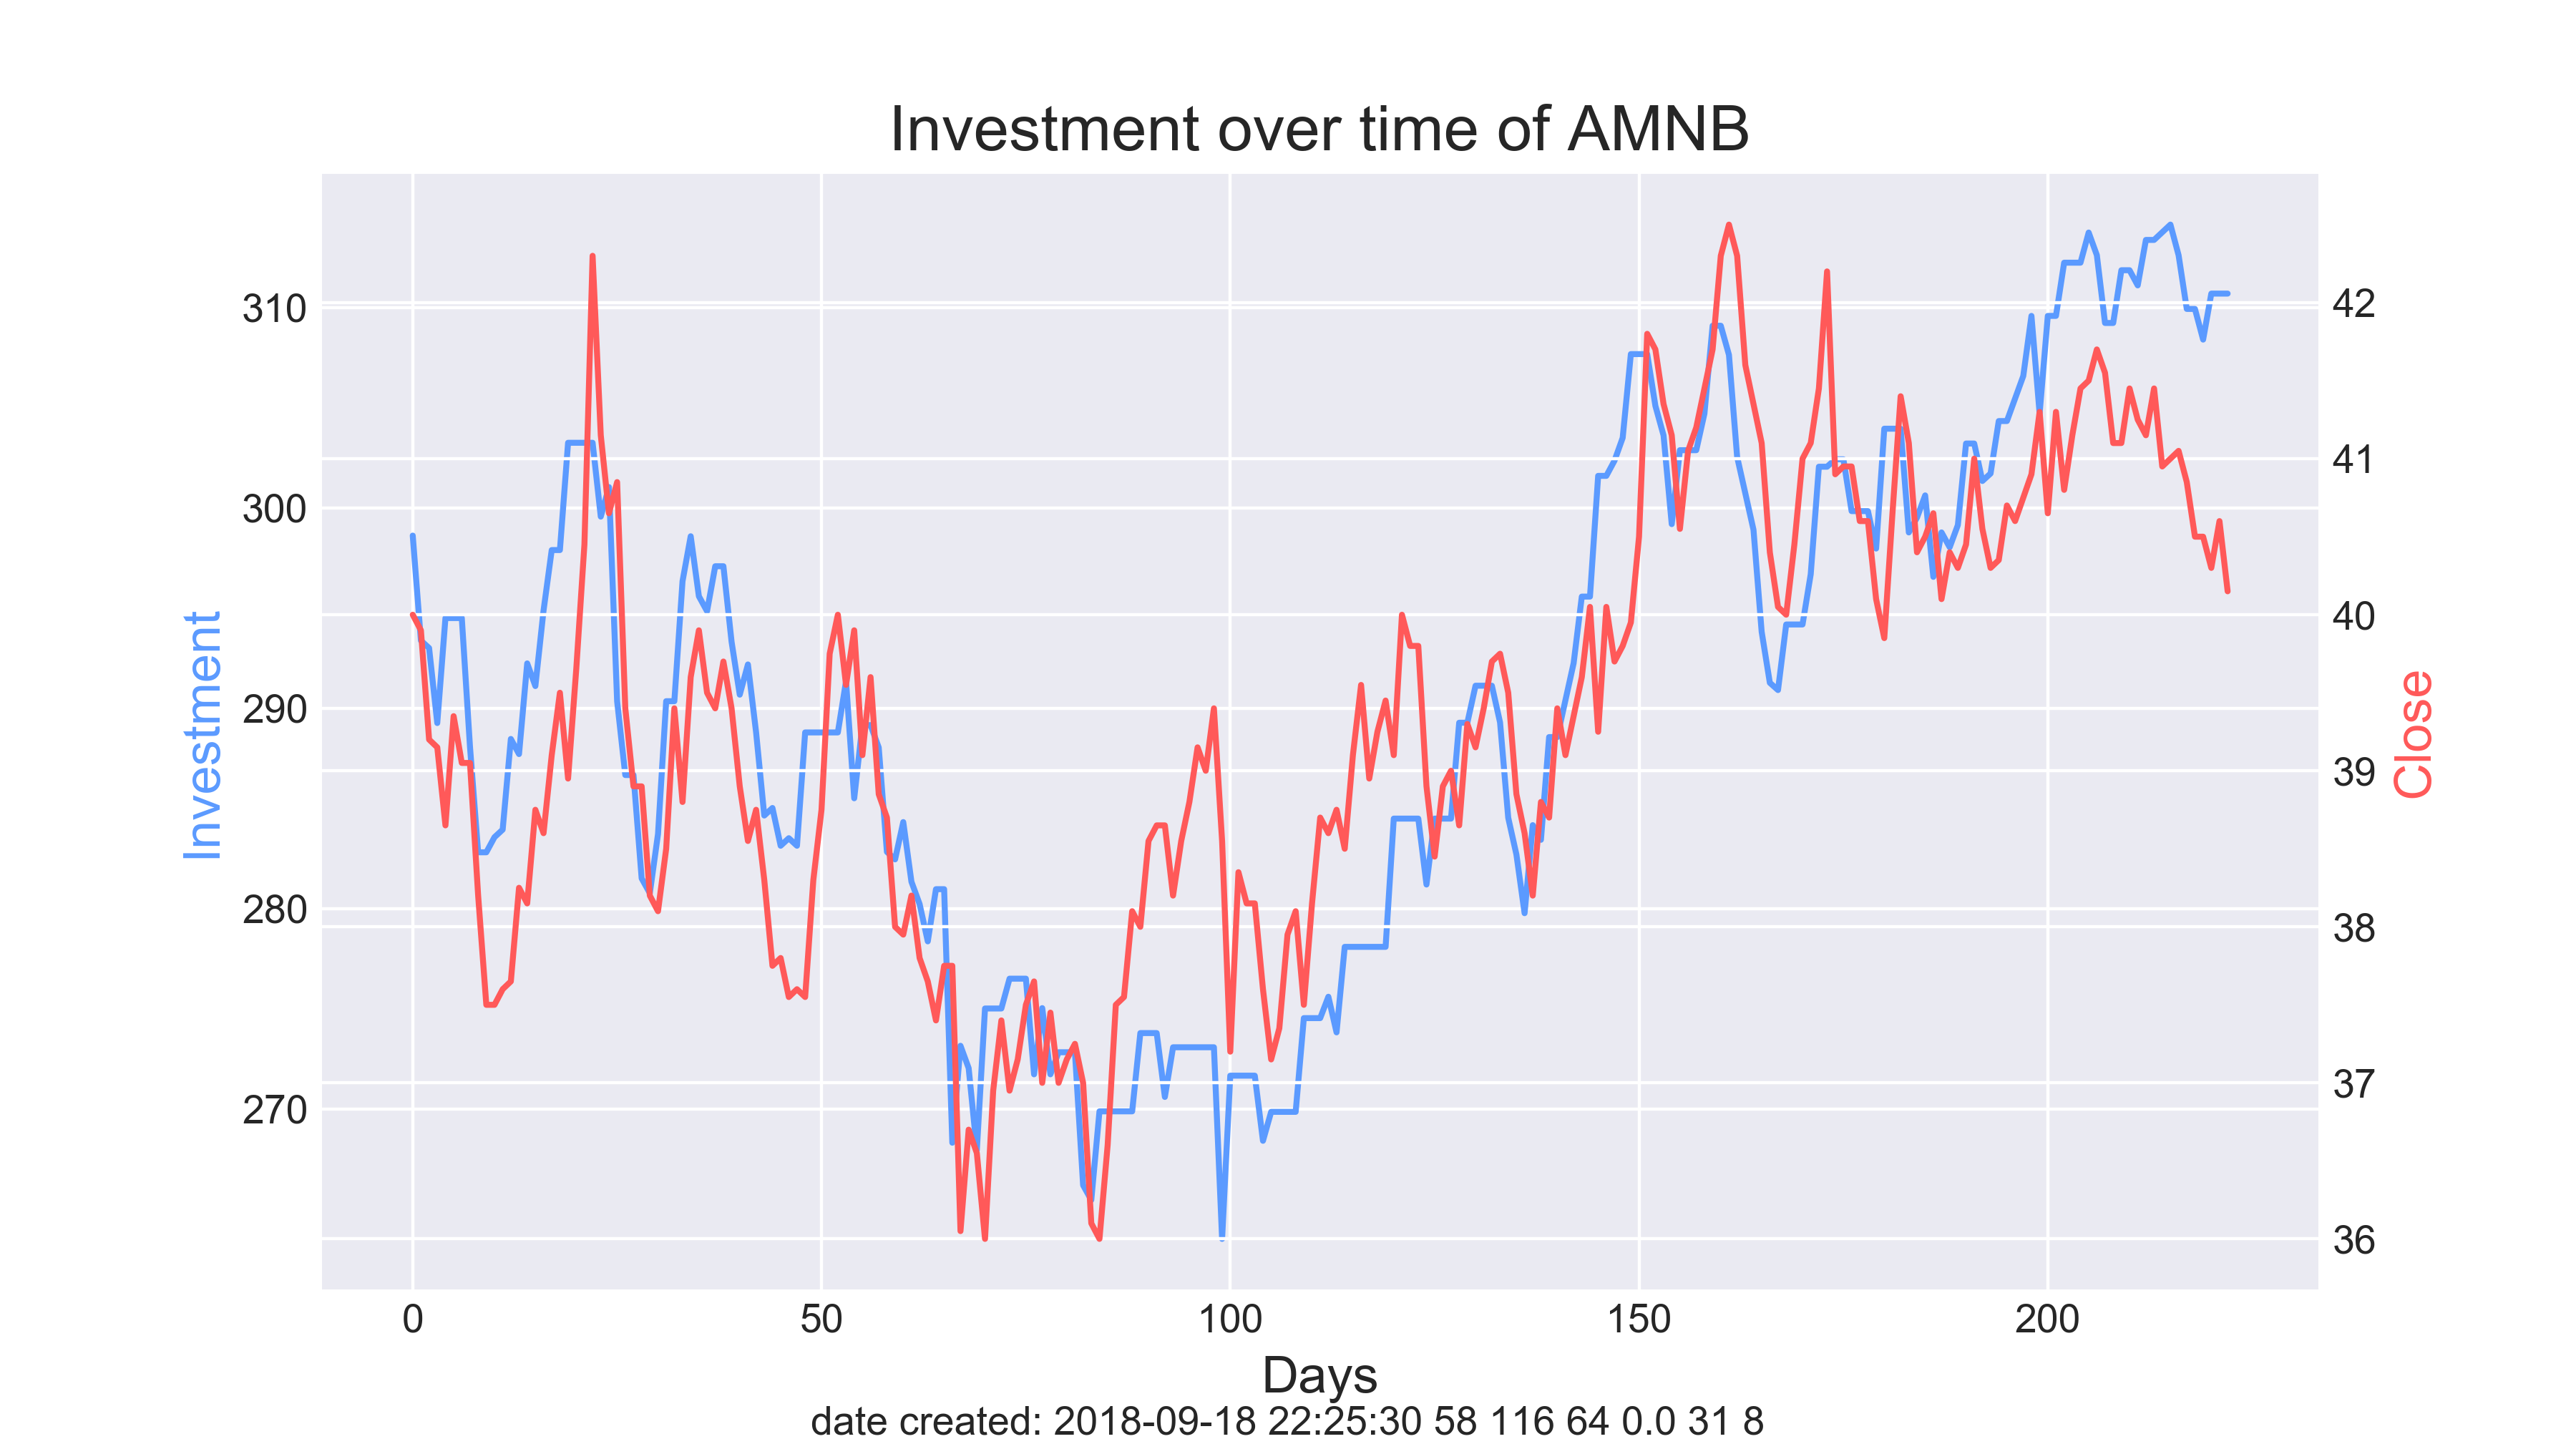 Investment over time of AMNB
310
300
290
280
270
Investment
42
41
40
39
38
37
36
Close
0 50 100 150 200
Days
date created: 2018-09-18 22:25:30 58 116 64 0.0 31 8